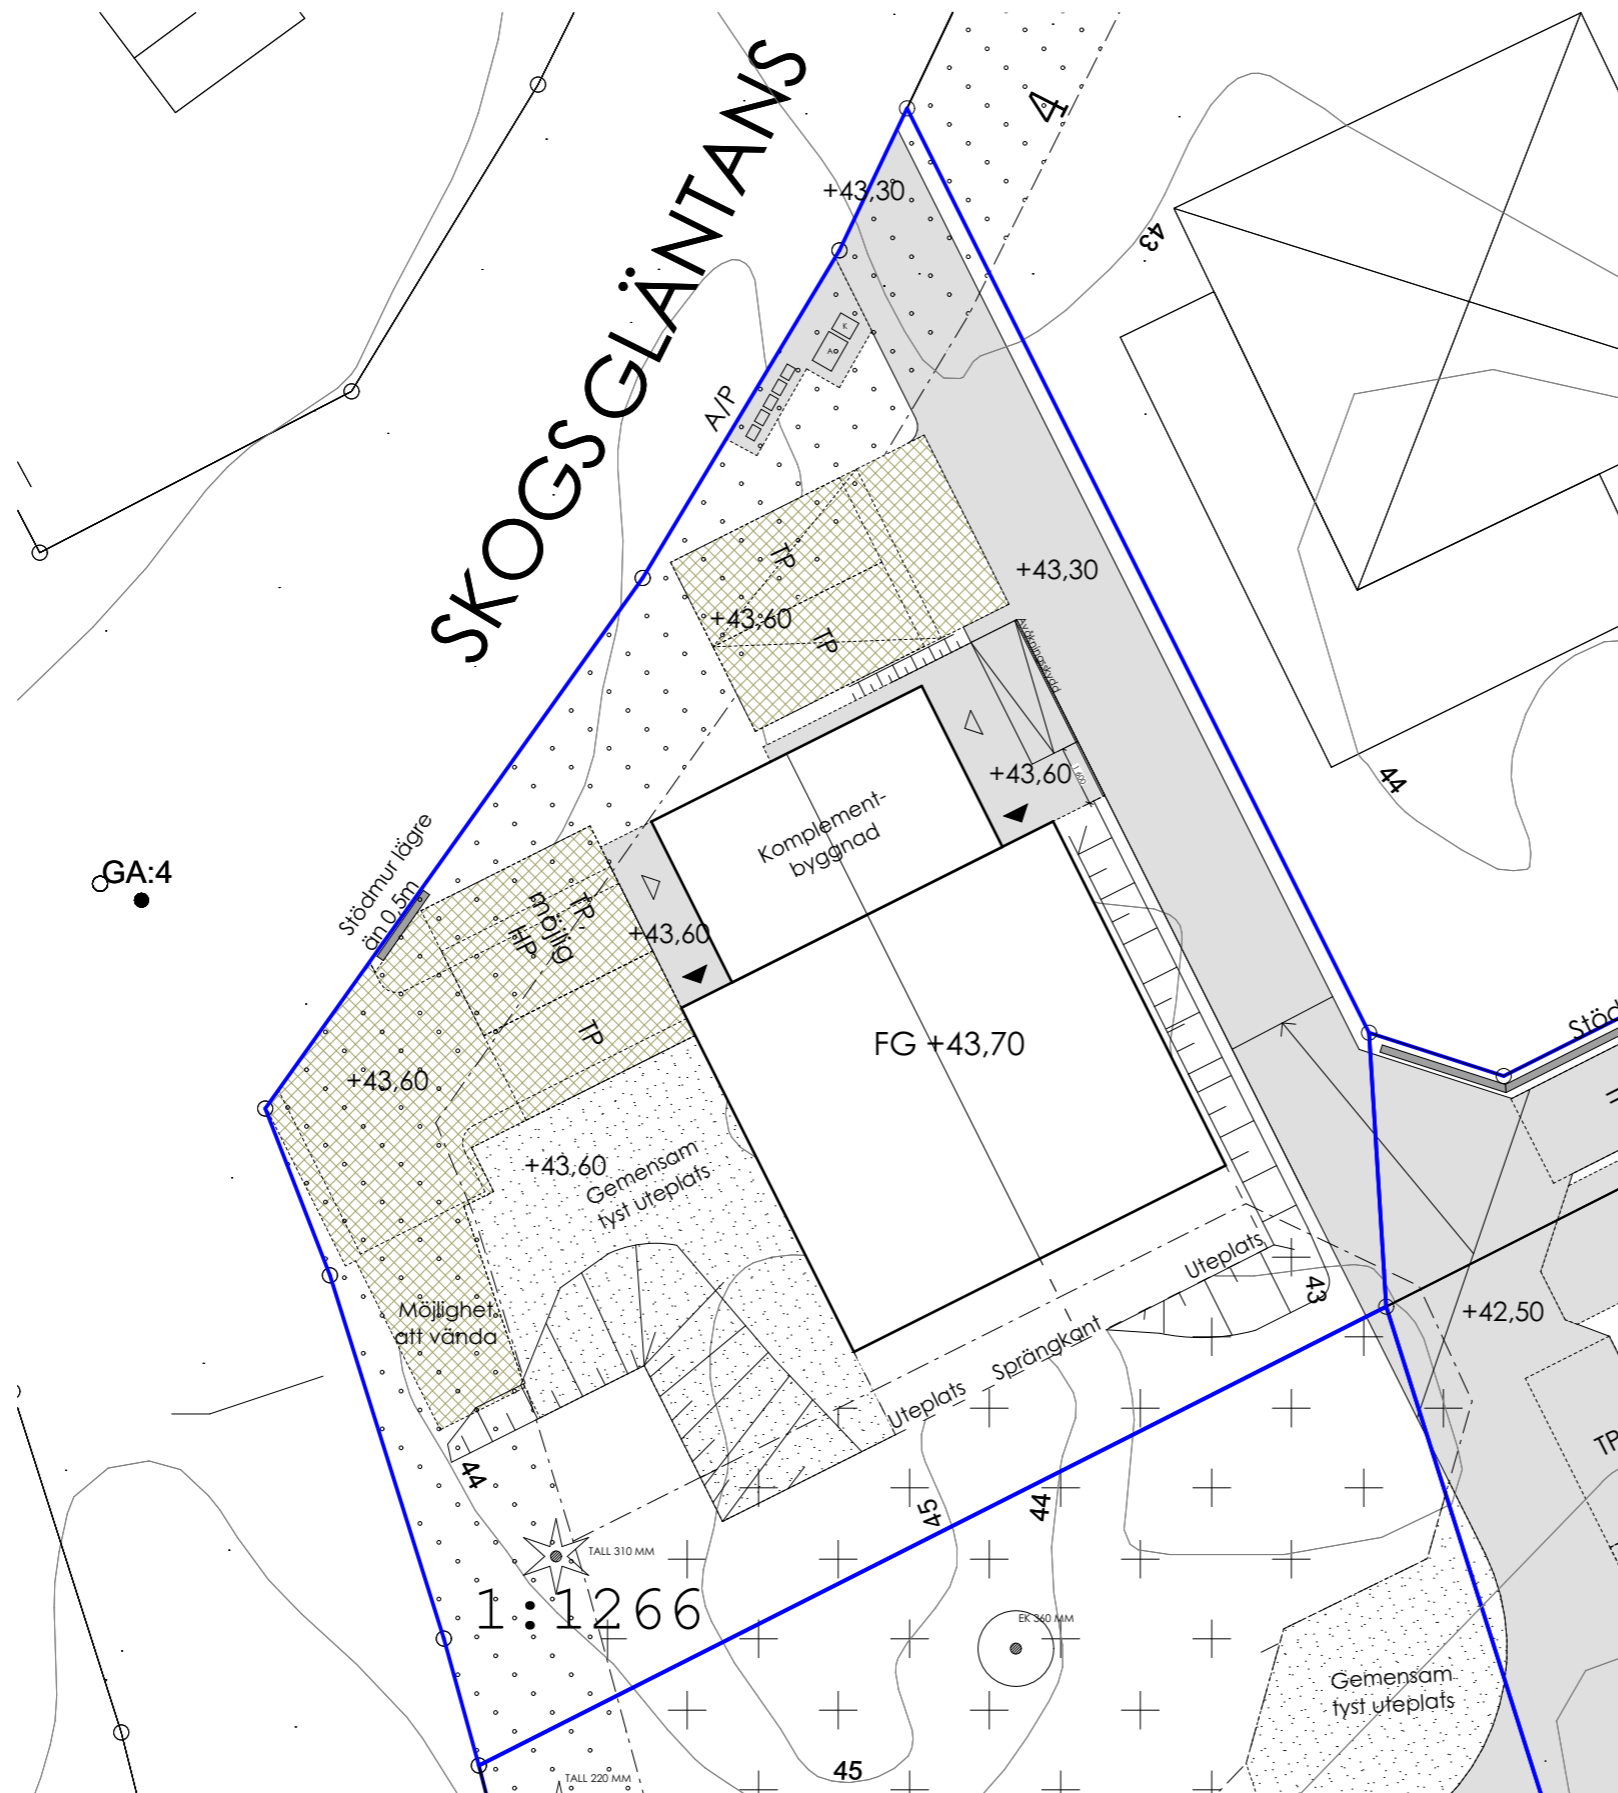 SKOGSGLÄNTANS
4
+43,30
43
K
A
A/P
TP
+43,60
TP
+43,30
Avåkningsskydd
44
+43,60
L 600
Komplement-
byggnad
Stödmur lägre
än 0,5m
GA:4
TP
möjlig
HP
+43,60
TP
FG +43,70
+43,60
+43,60
Gemensam
tyst uteplats
Möjlighet
att vända
Uteplats
43
+42,50
Sprängkant
Uteplats
TP
44
45
44
TALL 310 MM
1:1266
EK 360 MM
Gemensam
tyst uteplats
45
TALL 220 MM